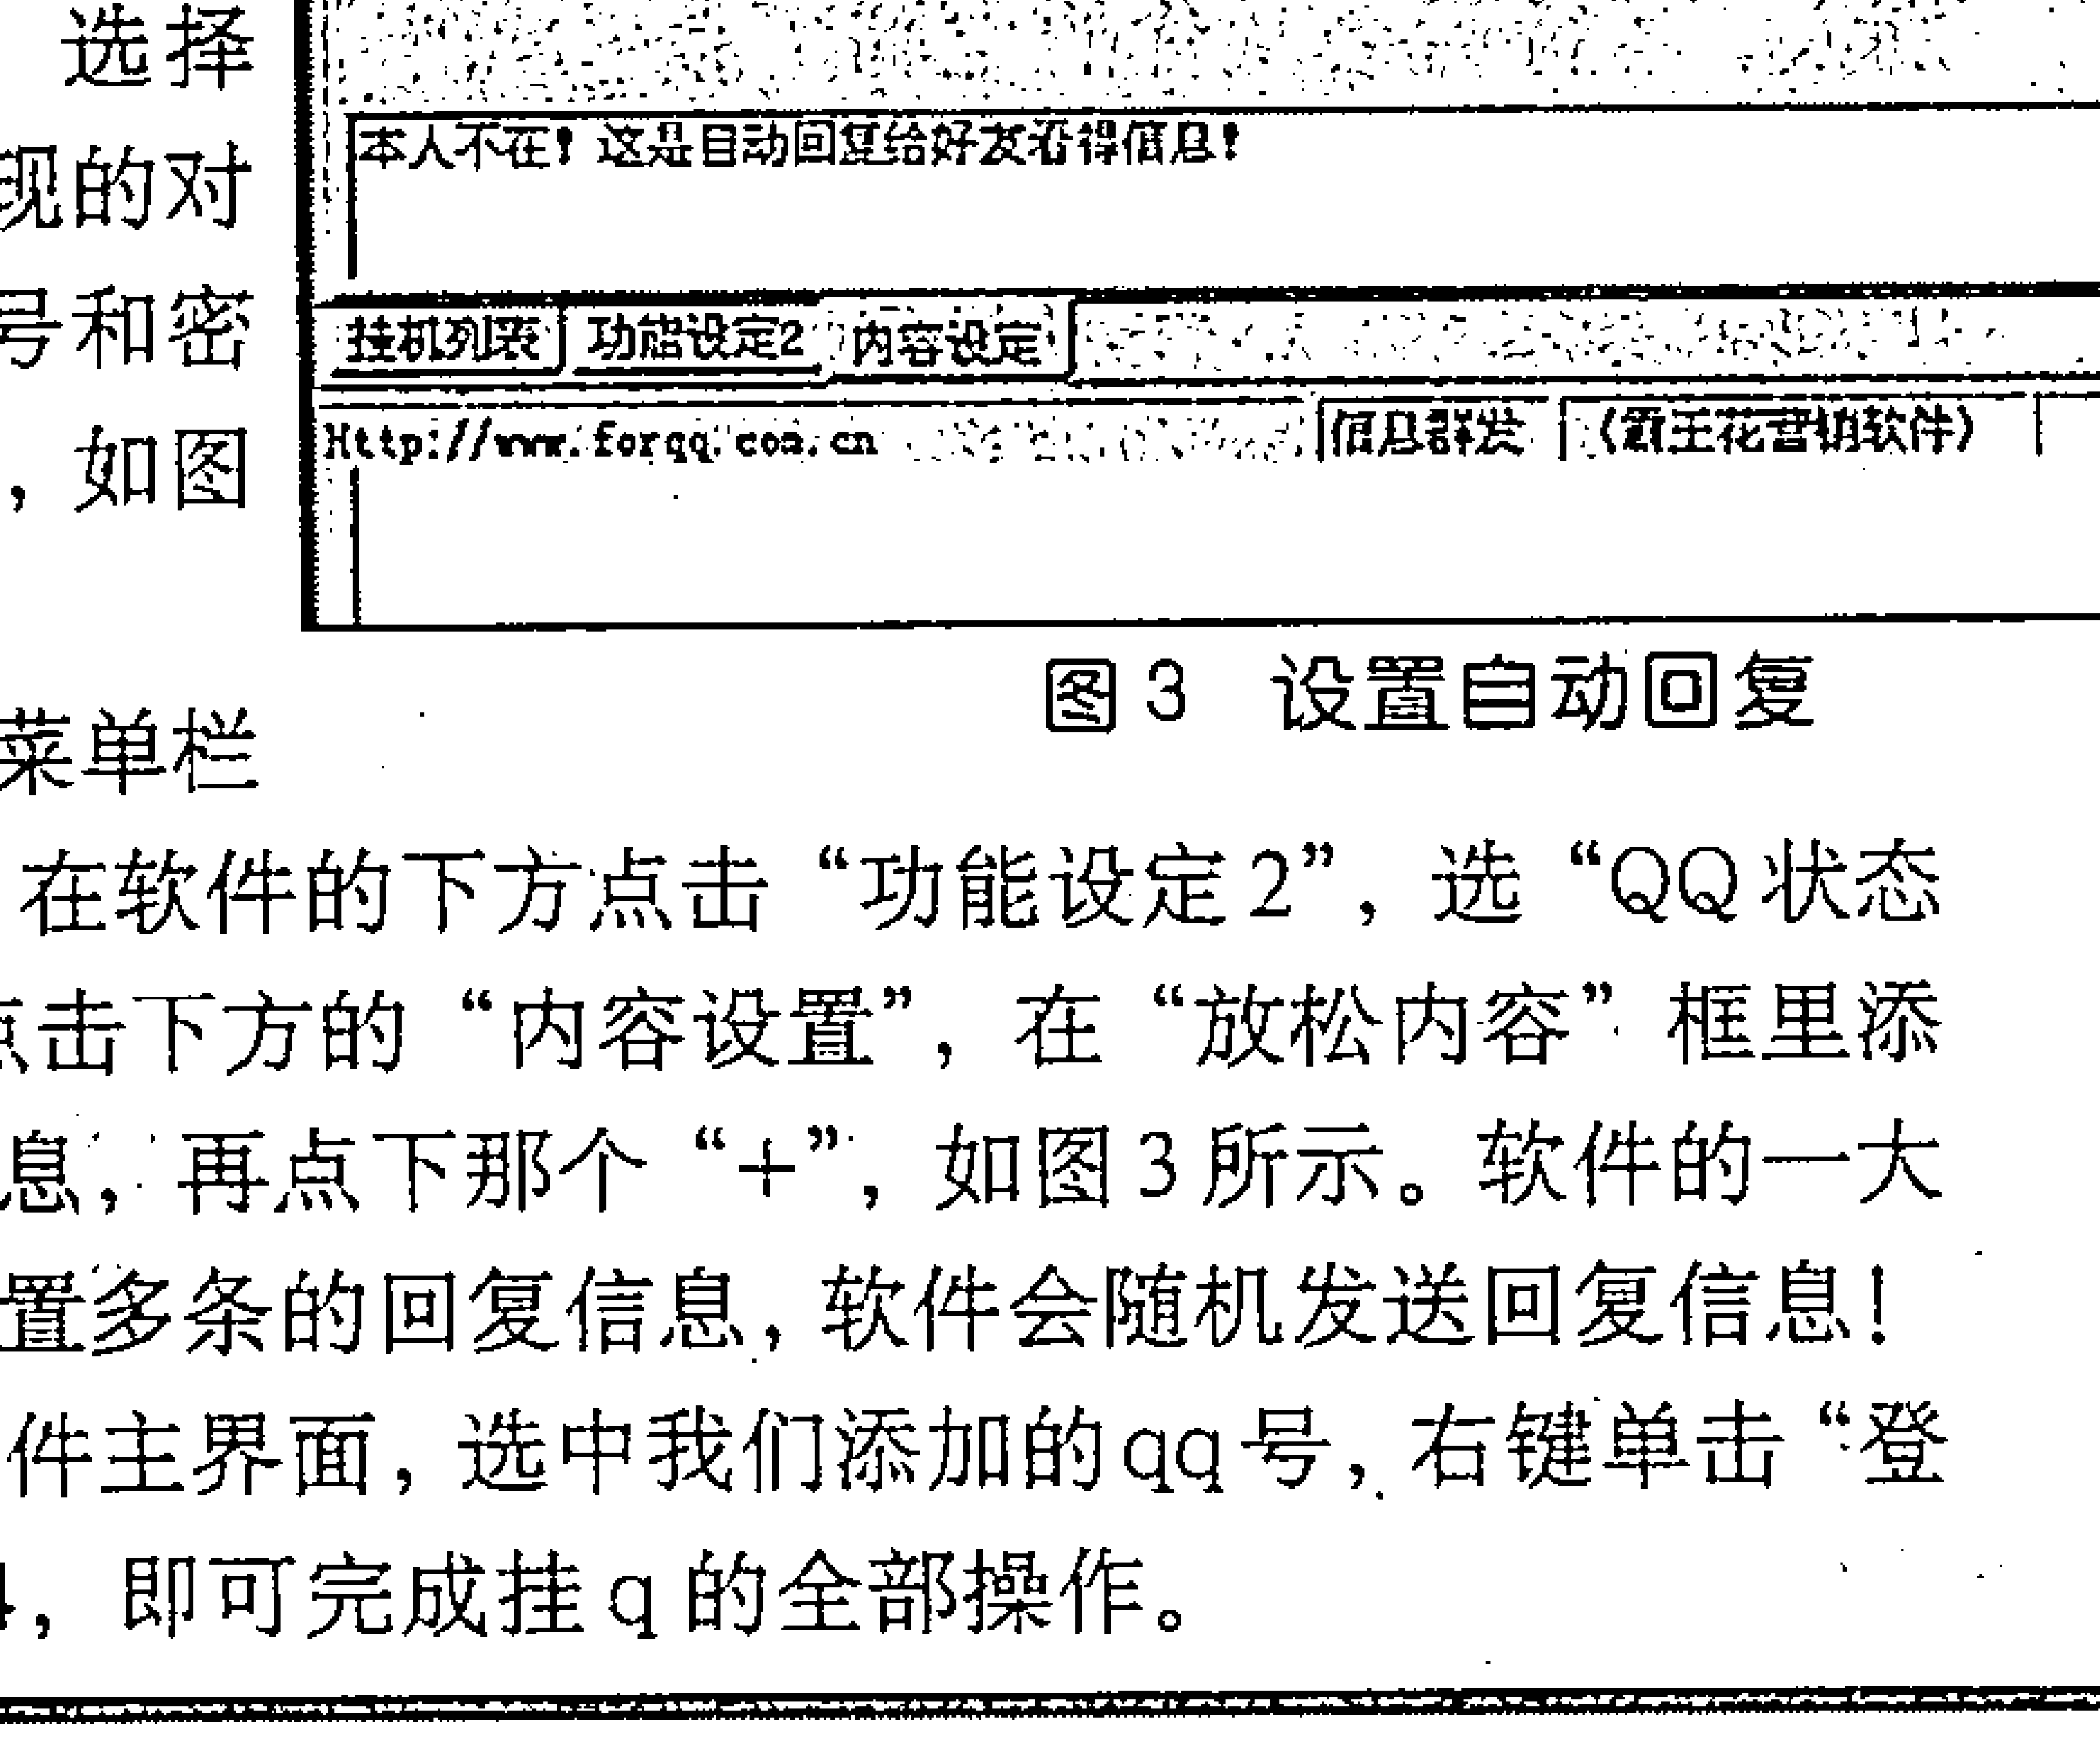 选择
现的对
号和密
，如图
菜单栏
本人不在！这是自动回复给好友看得信息！
挂机列表 功能设定2 内容设定
Http://www.forqq.com.cn 信息群发 （霸王花营销软件）
图 3 设置自动回复
在软件的下方点击“功能设定2”，选“QQ状态
点击下方的“内容设置”，在“放松内容”框里添
息，再点下那个“+”，如图3所示。软件的一大
置多条的回复信息，软件会随机发送回复信息！
件主界面，选中我们添加的qq号，右键单击“登
4，即可完成挂q的全部操作。